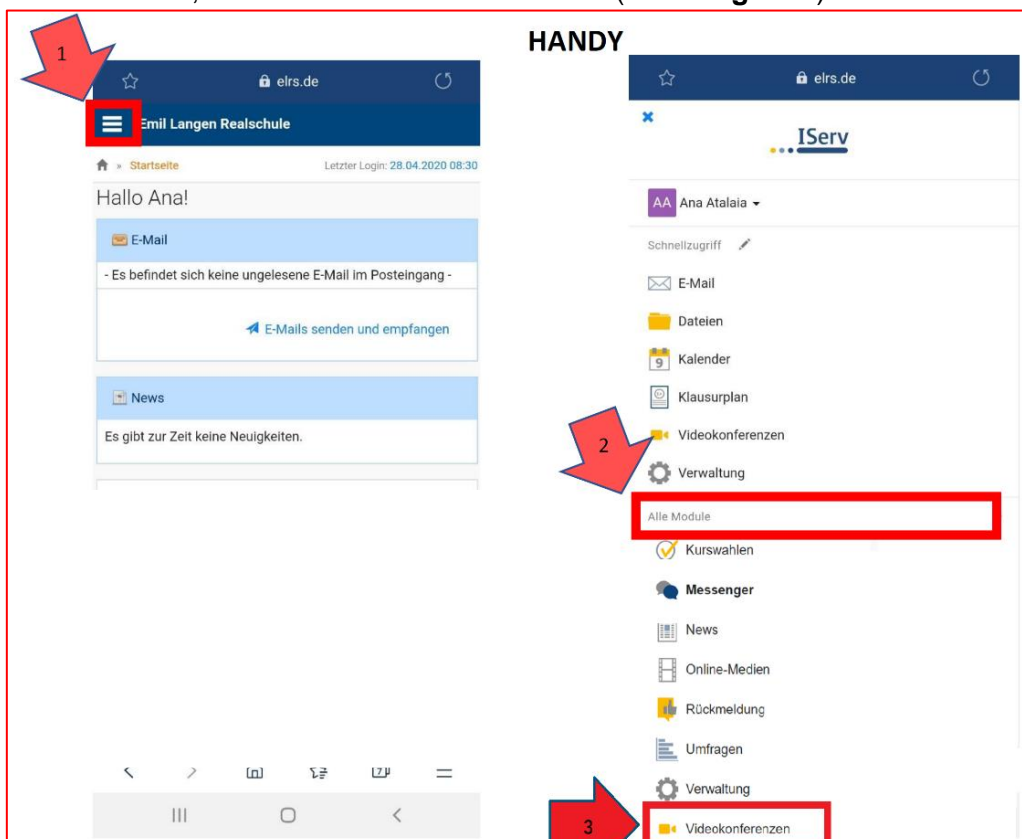 HANDY
1
elrs.de
Emil Langen Realschule
» Startseite Letzter Login: 28.04.2020 08:30
Hallo Ana!
E-Mail
- Es befindet sich keine ungelesene E-Mail im Posteingang -
E-Mails senden und empfangen
News
Es gibt zur Zeit keine Neuigkeiten.
elrs.de
IServ
AA Ana Atalaia
Schnellzugriff
E-Mail
Dateien
9 Kalender
Klausurplan
Videokonferenzen
2
Verwaltung
Alle Module
Kurswahlen
Messenger
News
Online-Medien
Rückmeldung
Umfragen
Verwaltung
3
Videokonferenzen